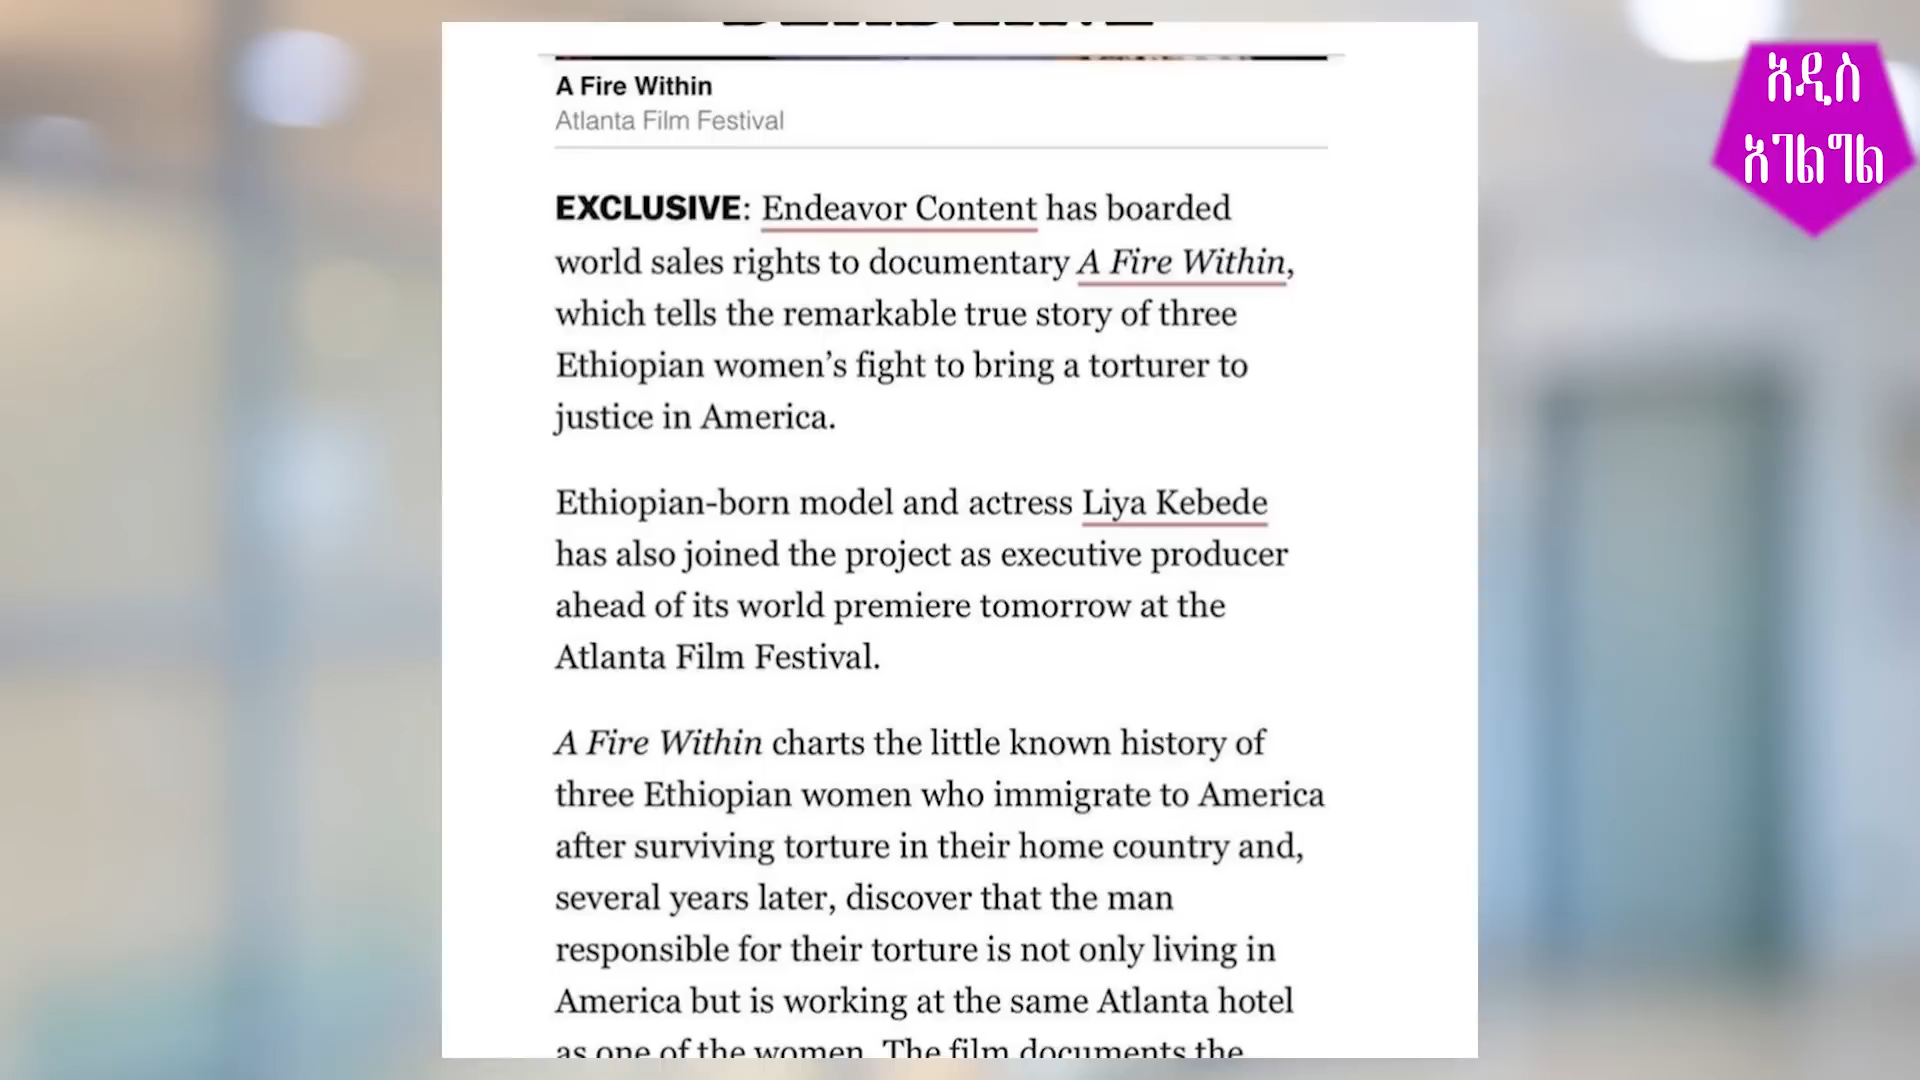 A Fire Within
Atlanta Film Festival
EXCLUSIVE: Endeavor Content has boarded
world sales rights to documentary A Fire Within,
which tells the remarkable true story of three
Ethiopian women’s fight to bring a torturer to
justice in America.
Ethiopian-born model and actress Liya Kebede
has also joined the project as executive producer
ahead of its world premiere tomorrow at the
Atlanta Film Festival.
A Fire Within charts the little known history of
three Ethiopian women who immigrate to America
after surviving torture in their home country and,
several years later, discover that the man
responsible for their torture is not only living in
America but is working at the same Atlanta hotel
as one of the women. The film documents the
አዲስ
አገልግል